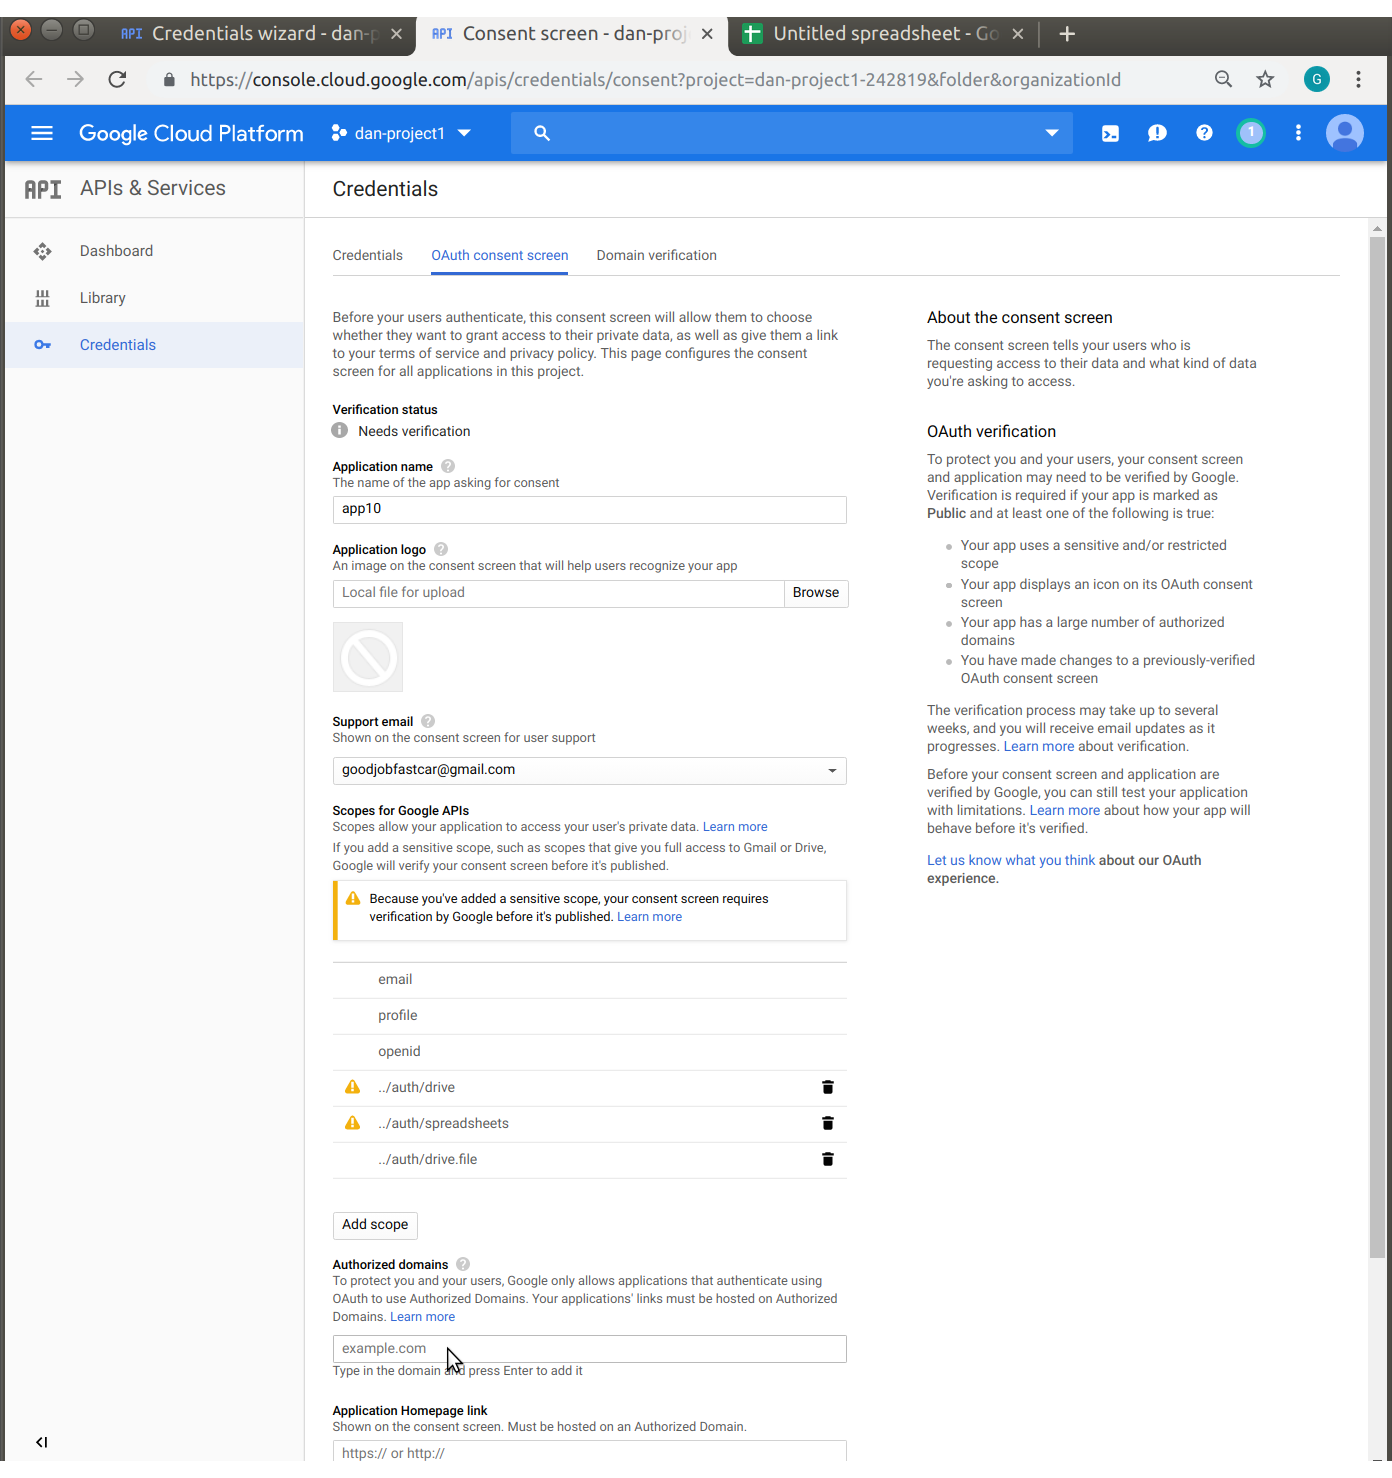 API Credentials wizard - dan-p
API Consent screen - dan-proj
Untitled spreadsheet - Go
https://console.cloud.google.com/apis/credentials/consent?project=dan-project1-242819&folder&organizationId
G
Google Cloud Platform
dan-project1
1
API APIs & Services
Credentials
Dashboard
Library
Credentials
Credentials
OAuth consent screen
Domain verification
Before your users authenticate, this consent screen will allow them to choose
whether they want to grant access to their private data, as well as give them a link
to your terms of service and privacy policy. This page configures the consent
screen for all applications in this project.
Verification status
Needs verification
Application name
The name of the app asking for consent
app10
Application logo
An image on the consent screen that will help users recognize your app
Local file for upload
Browse
Support email
Shown on the consent screen for user support
goodjobfastcar@gmail.com
Scopes for Google APIs
Scopes allow your application to access your user's private data. Learn more
If you add a sensitive scope, such as scopes that give you full access to Gmail or Drive,
Google will verify your consent screen before it's published.
Because you've added a sensitive scope, your consent screen requires
verification by Google before it's published. Learn more
email
profile
openid
../auth/drive
../auth/spreadsheets
../auth/drive.file
Add scope
Authorized domains
To protect you and your users, Google only allows applications that authenticate using
OAuth to use Authorized Domains. Your applications' links must be hosted on Authorized
Domains. Learn more
example.com
Type in the domain and press Enter to add it
Application Homepage link
Shown on the consent screen. Must be hosted on an Authorized Domain.
https:// or http://
About the consent screen
The consent screen tells your users who is
requesting access to their data and what kind of data
you're asking to access.
OAuth verification
To protect you and your users, your consent screen
and application may need to be verified by Google.
Verification is required if your app is marked as
Public and at least one of the following is true:
Your app uses a sensitive and/or restricted
scope
Your app displays an icon on its OAuth consent
screen
Your app has a large number of authorized
domains
You have made changes to a previously-verified
OAuth consent screen
The verification process may take up to several
weeks, and you will receive email updates as it
progresses. Learn more about verification.
Before your consent screen and application are
verified by Google, you can still test your application
with limitations. Learn more about how your app will
behave before it's verified.
Let us know what you think about our OAuth
experience.